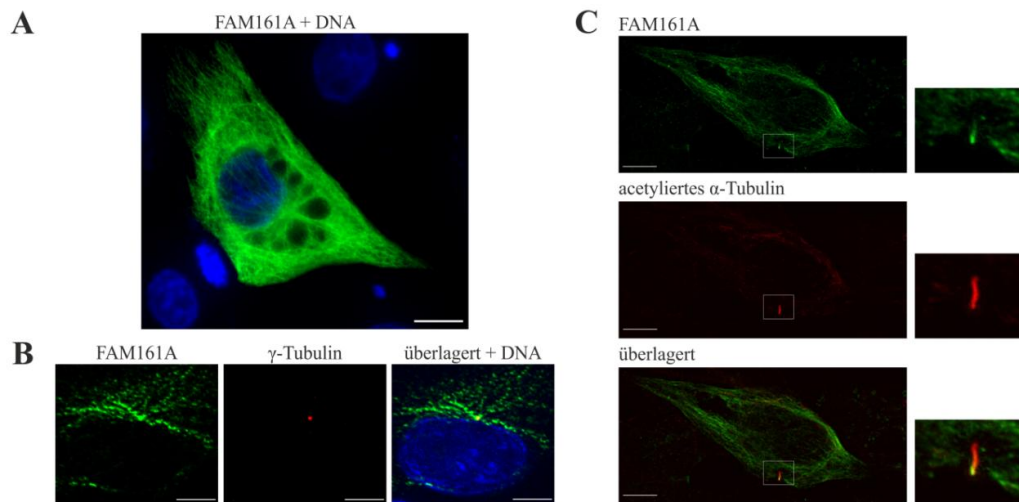 A
FAM161A + DNA
B
FAM161A
γ-Tubulin
überlagert + DNA
C
FAM161A
acetyliertes α-Tubulin
überlagert